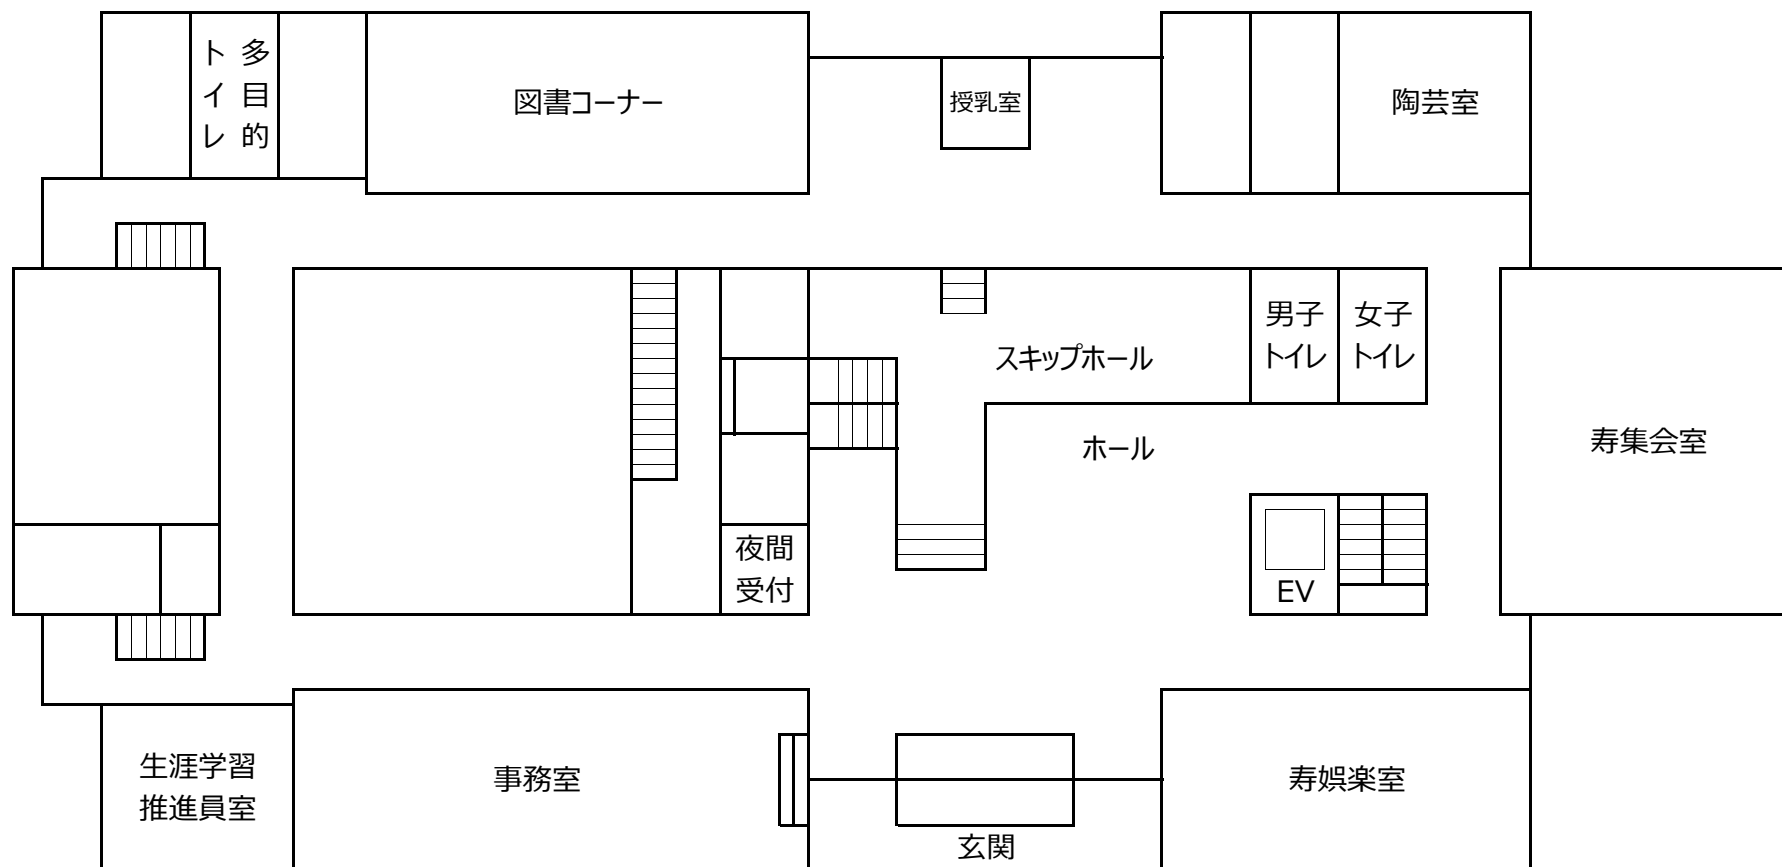 多目的
トイレ
図書コーナー
授乳室
陶芸室
男子
トイレ
女子
トイレ
スキップホール
ホール
寿集会室
夜間
受付
EV
生涯学習
推進員室
事務室
寿娯楽室
玄関